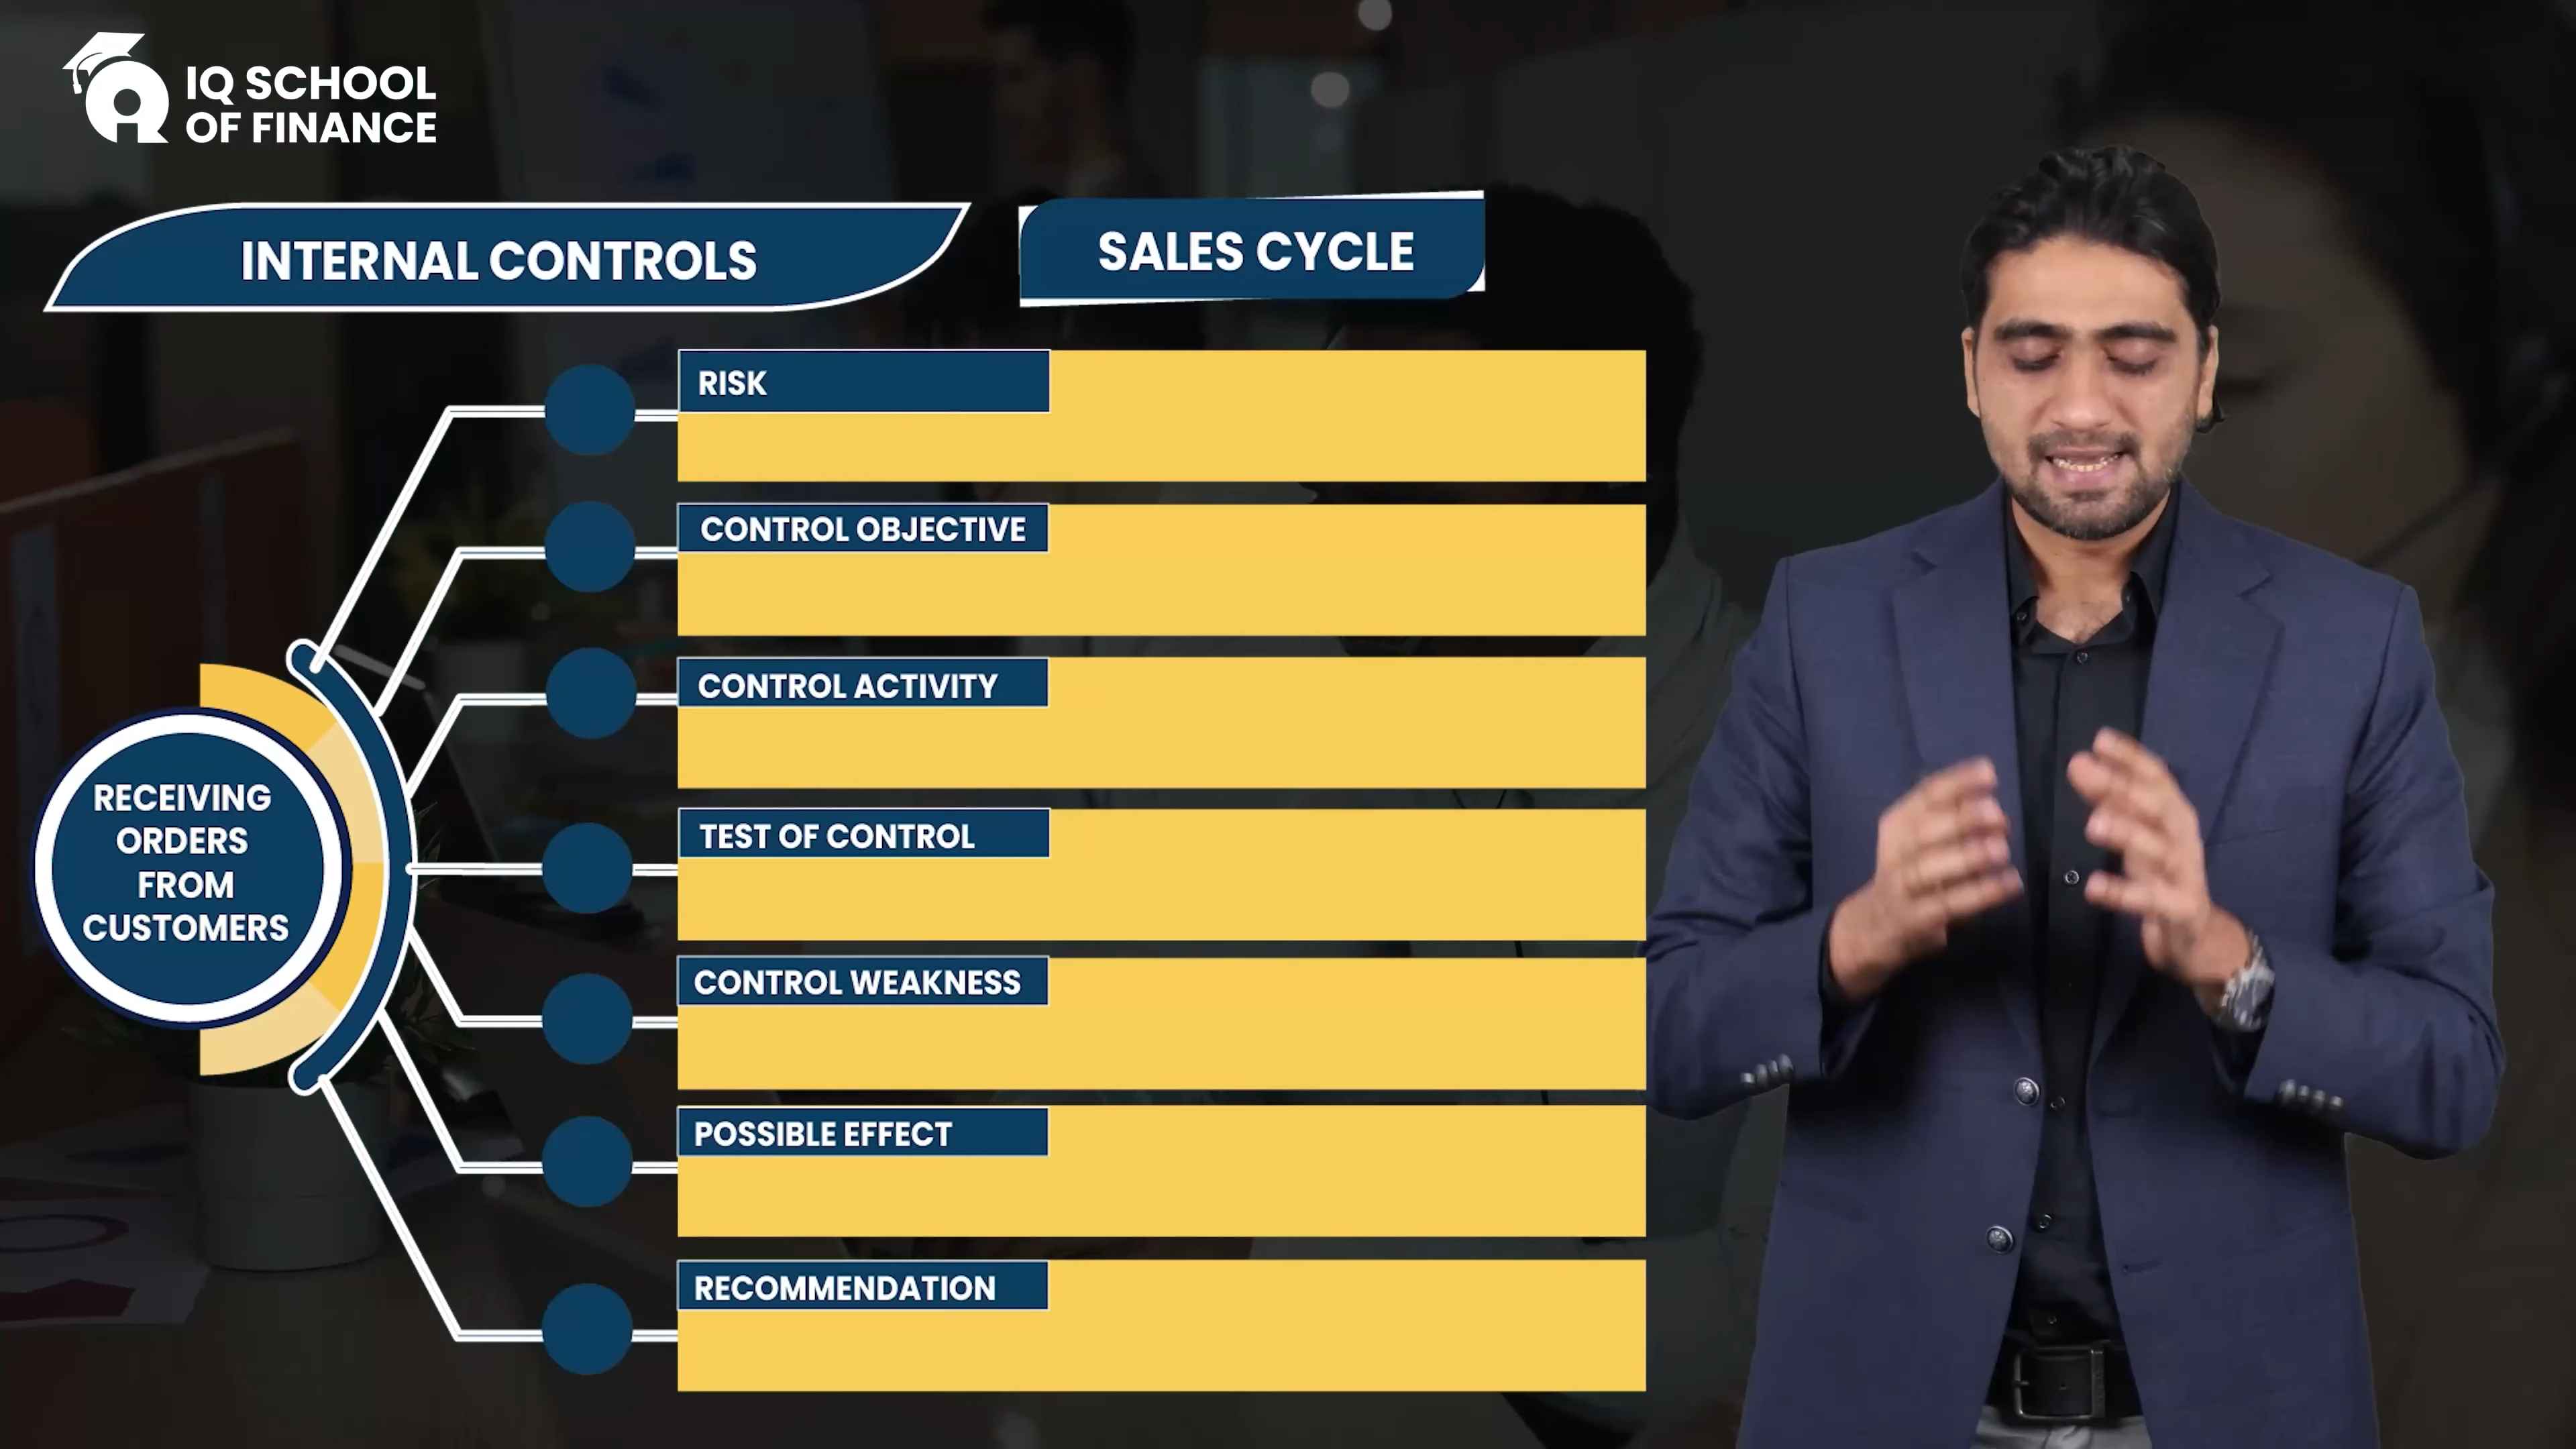 IQ SCHOOL
OF FINANCE
INTERNAL CONTROLS
SALES CYCLE
RISK
CONTROL OBJECTIVE
CONTROL ACTIVITY
TEST OF CONTROL
CONTROL WEAKNESS
POSSIBLE EFFECT
RECOMMENDATION
RECEIVING
ORDERS
FROM
CUSTOMERS